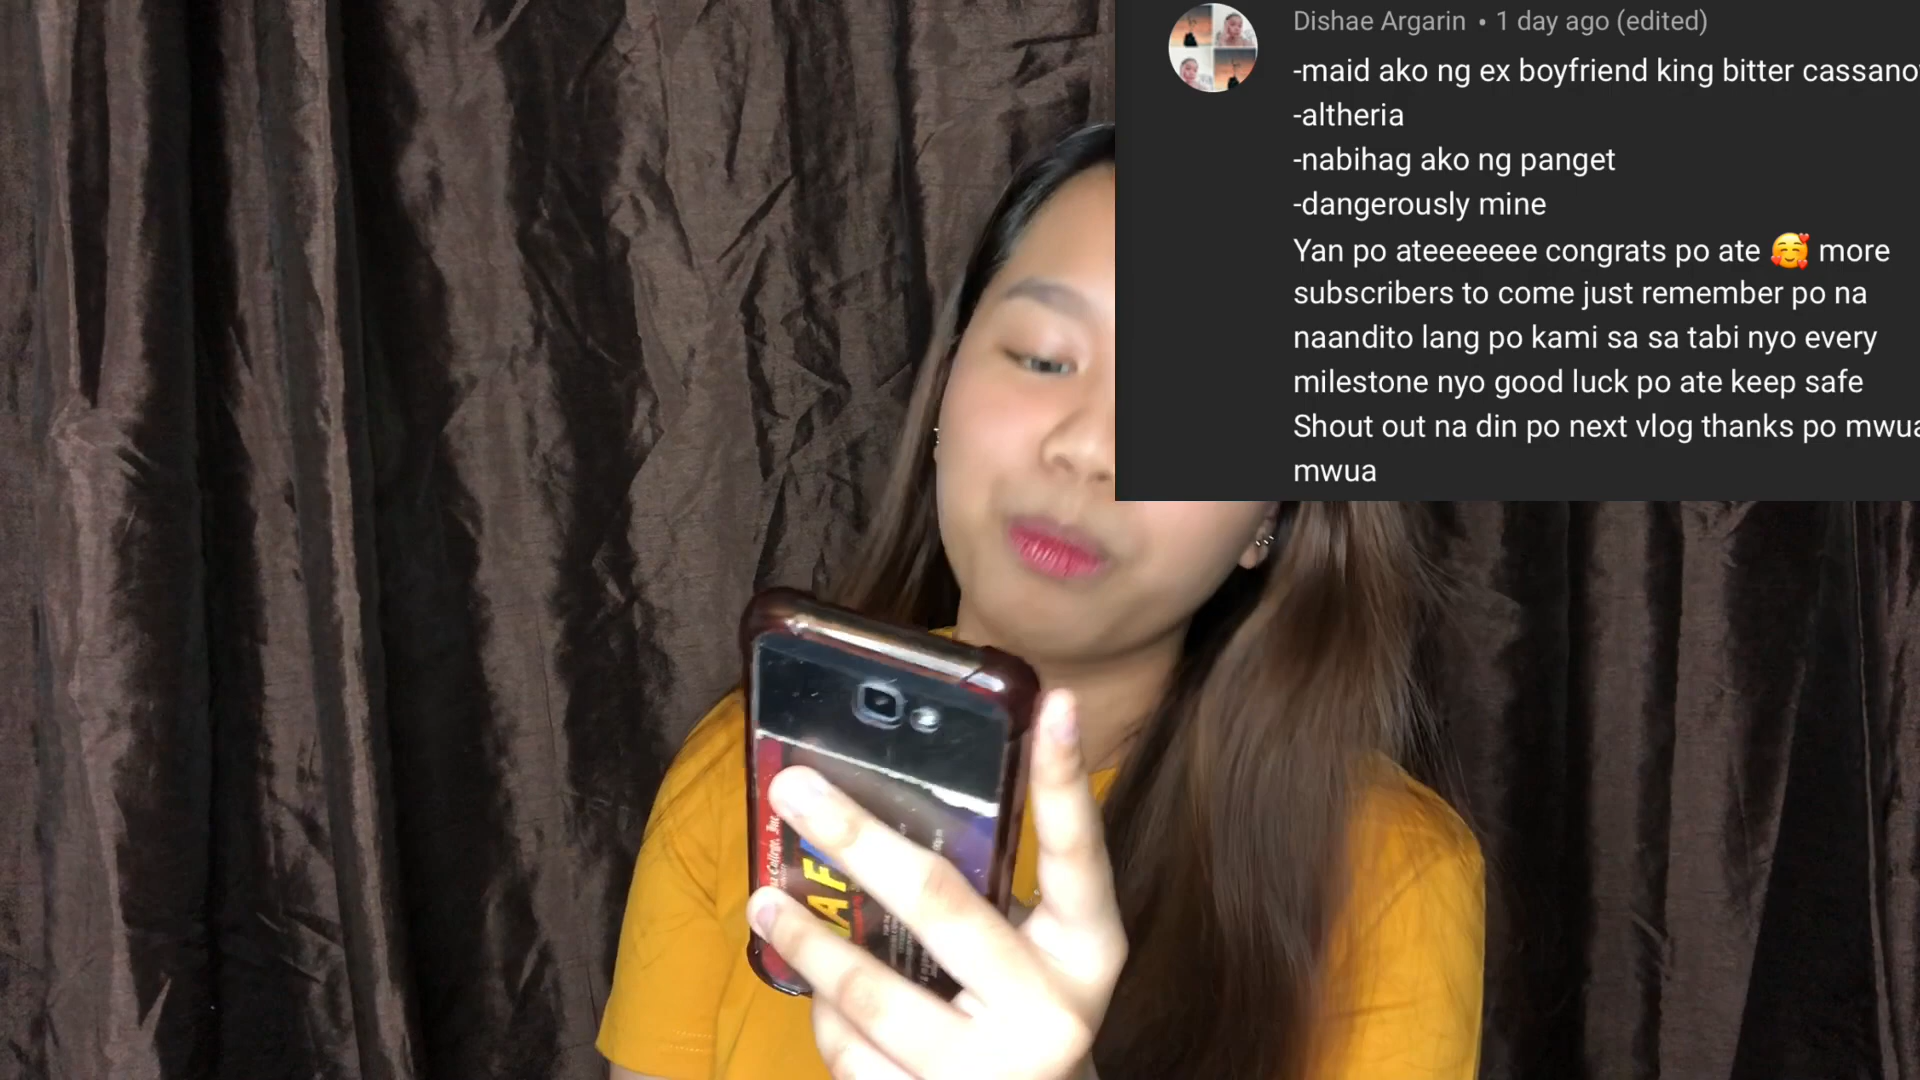 Dishae Argarin • 1 day ago (edited)
-maid ako ng ex boyfriend king bitter cassano
-altheria
-nabihag ako ng panget
-dangerously mine
Yan po ateeeeeee congrats po ate 🥰 more
subscribers to come just remember po na
naandito lang po kami sa sa tabi nyo every
milestone nyo good luck po ate keep safe
Shout out na din po next vlog thanks po mwua
mwua
College, Inc.